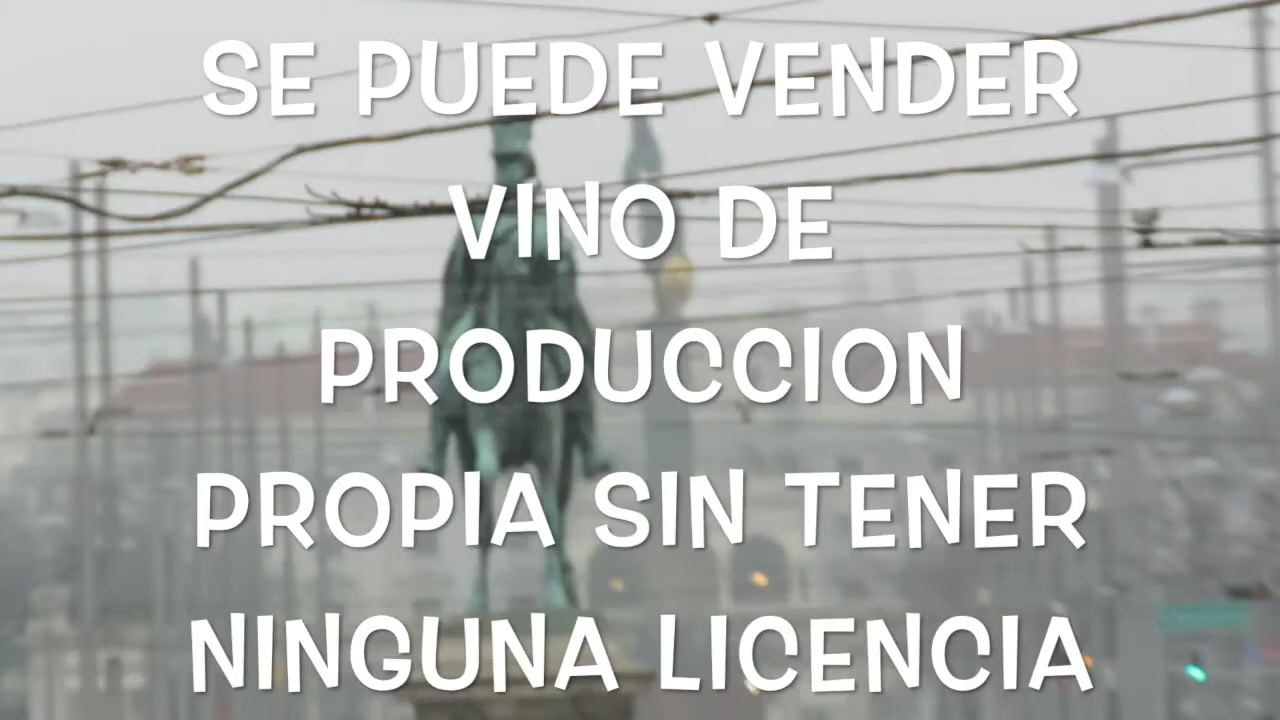 SE PUEDE VENDER
VINO DE
PRODUCCION
PROPIA SIN TENER
NINGUNA LICENCIA